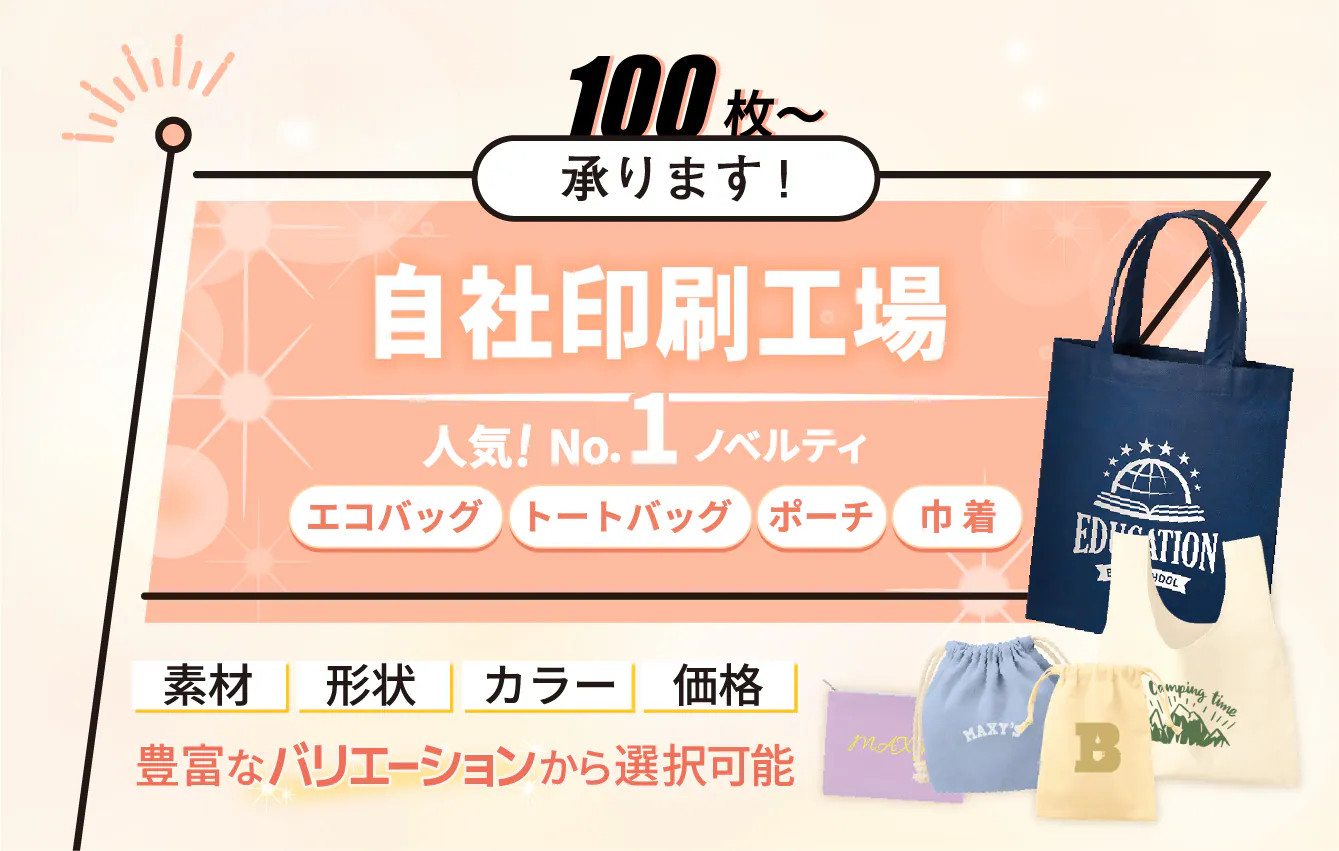 100枚～
承ります！
自社印刷工場
人気！No.1ノベルティ
エコバッグ トートバッグ ポーチ 巾着
素材 形状 カラー 価格
豊富なバリエーションから選択可能
EDUCATION
Camping time
MAXY'S
B